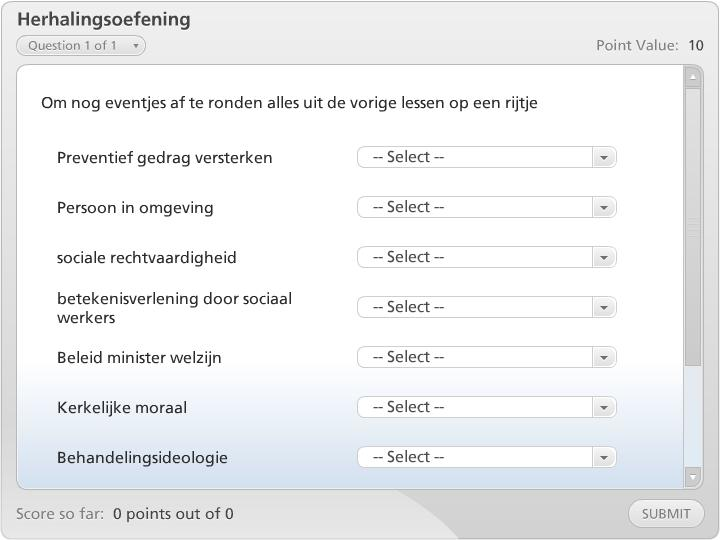 Herhalingsoefening
Question 1 of 1
Point Value: 10
Om nog eventjes af te ronden alles uit de vorige lessen op een rijtje
Preventief gedrag versterken
-- Select --
Persoon in omgeving
-- Select --
sociale rechtvaardigheid
-- Select --
betekenisverlening door sociaal
werkers
-- Select --
Beleid minister welzijn
-- Select --
Kerkelijke moraal
-- Select --
Behandelingsideologie
-- Select --
Score so far: 0 points out of 0
SUBMIT